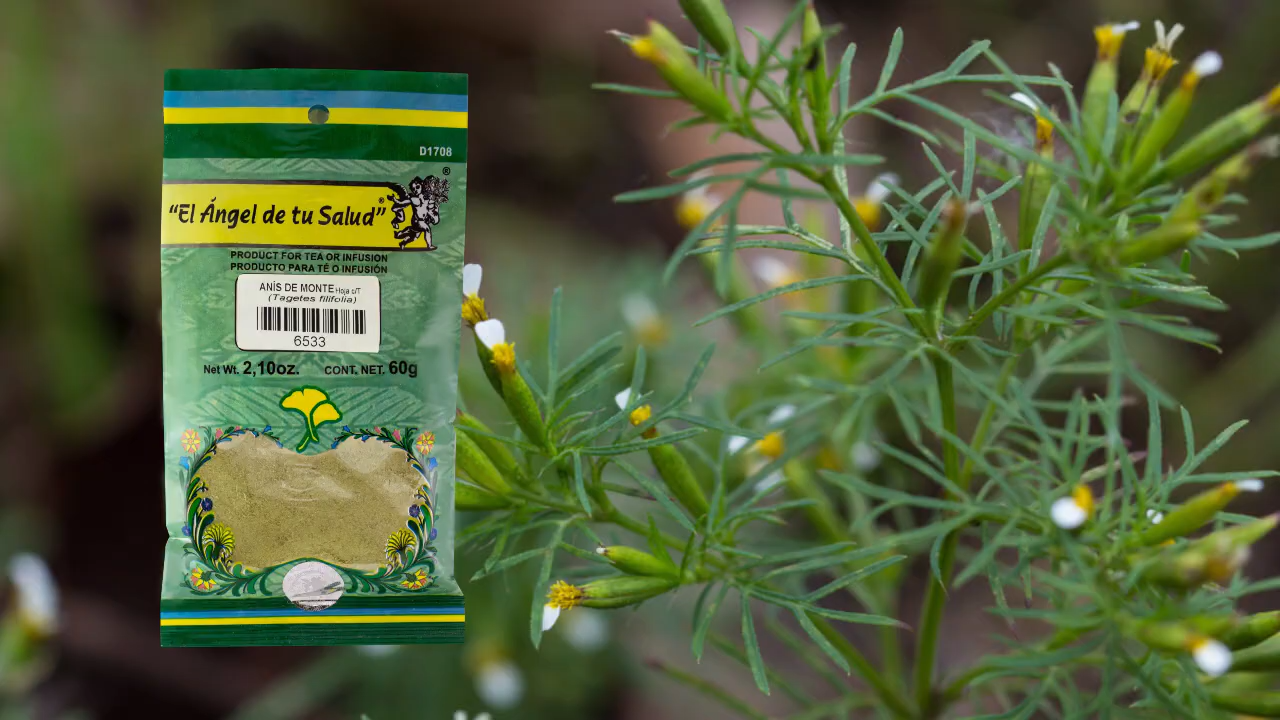 D1708
®
"El Ángel de tu Salud"®
PRODUCT FOR TEA OR INFUSION
PRODUCTO PARA TÉ O INFUSIÓN
ANÍS DE MONTE Hoja c/T
(Tagetes filifolia)
6533
Net Wt. 2,10oz. CONT. NET. 60g